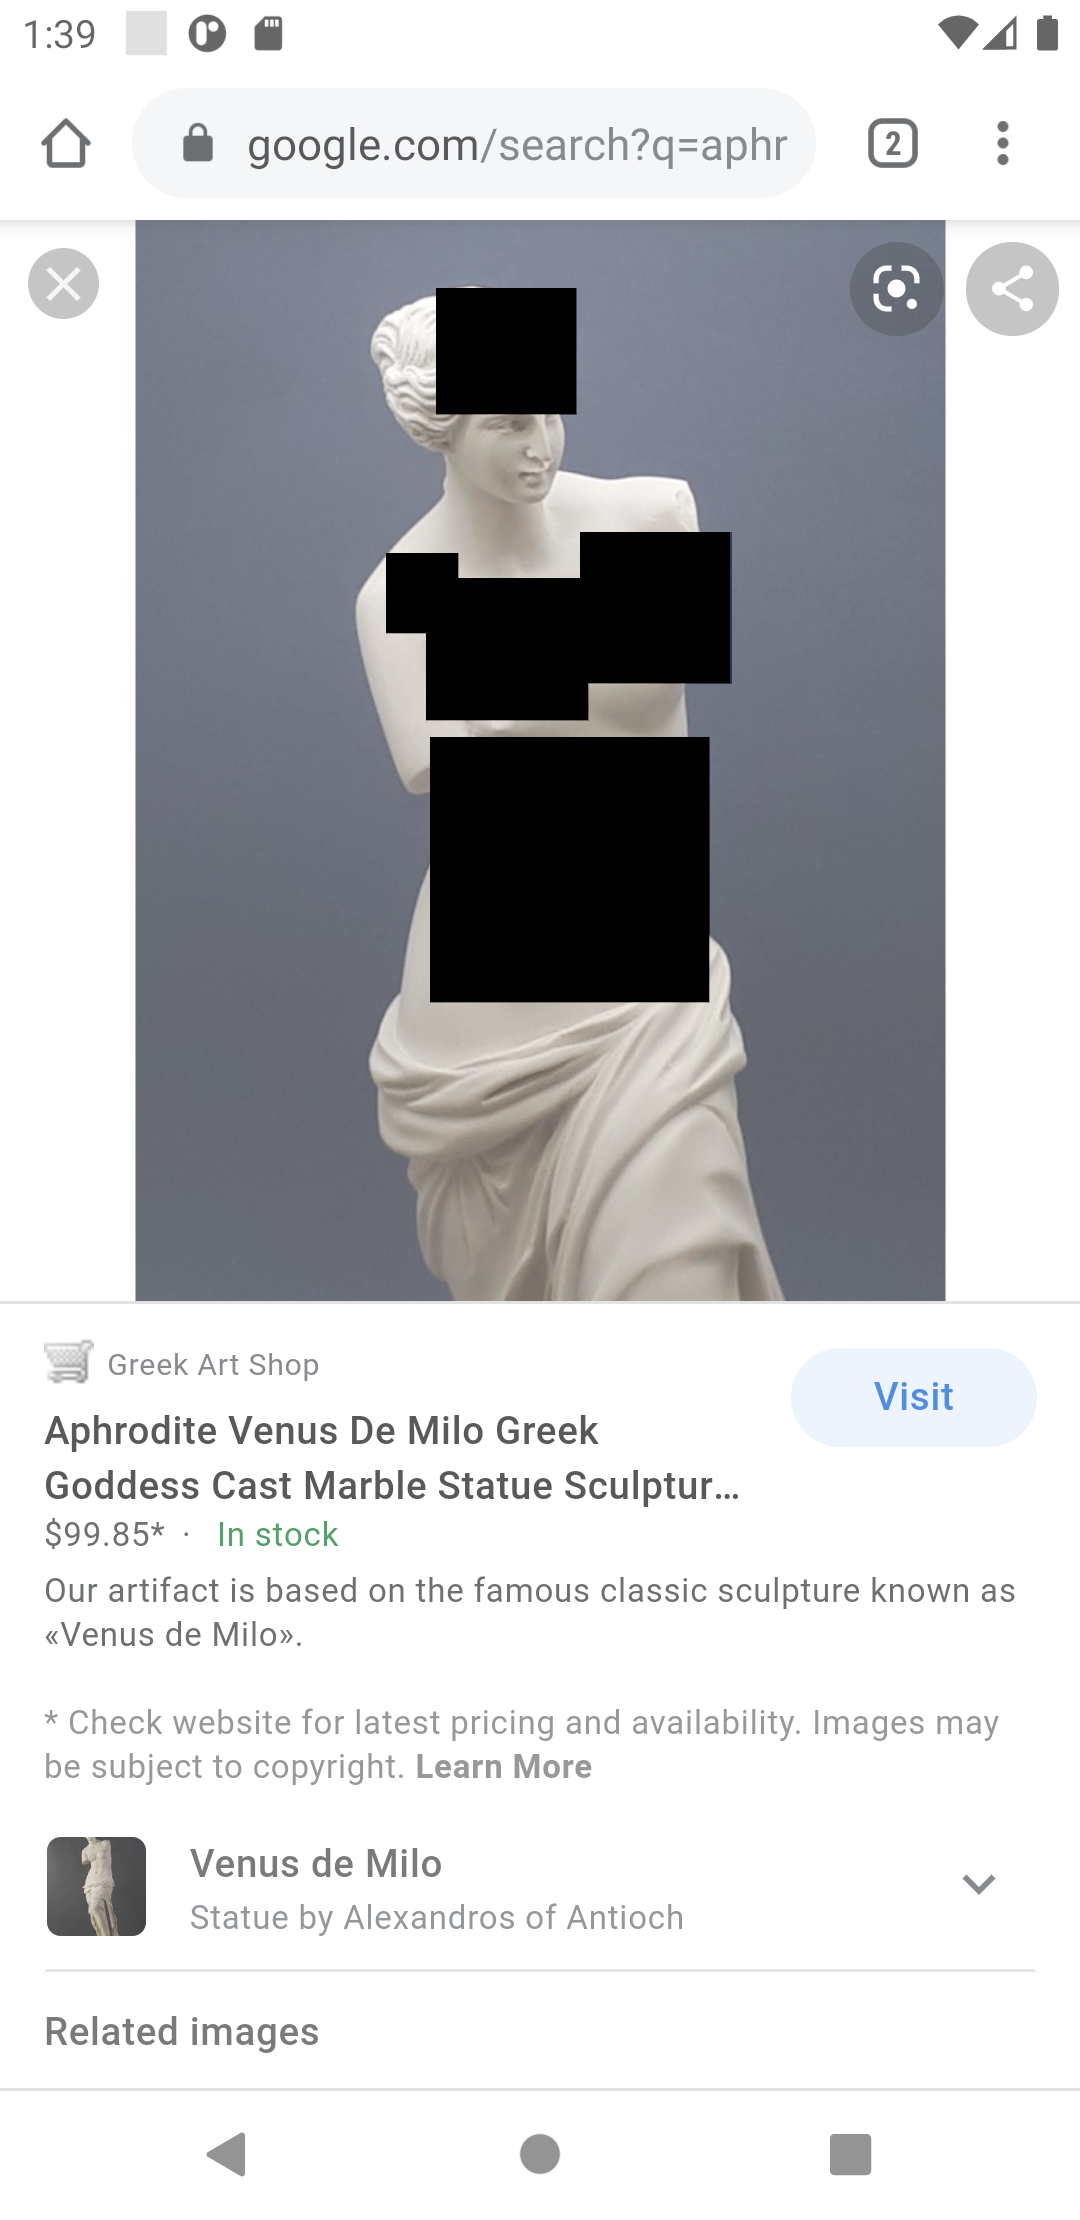 1:39
google.com/search?q=aphr
2
Greek Art Shop
Visit
Aphrodite Venus De Milo Greek
Goddess Cast Marble Statue Sculptur…
$99.85* · In stock
Our artifact is based on the famous classic sculpture known as
«Venus de Milo».
* Check website for latest pricing and availability. Images may
be subject to copyright. Learn More
Venus de Milo
Statue by Alexandros of Antioch
Related images